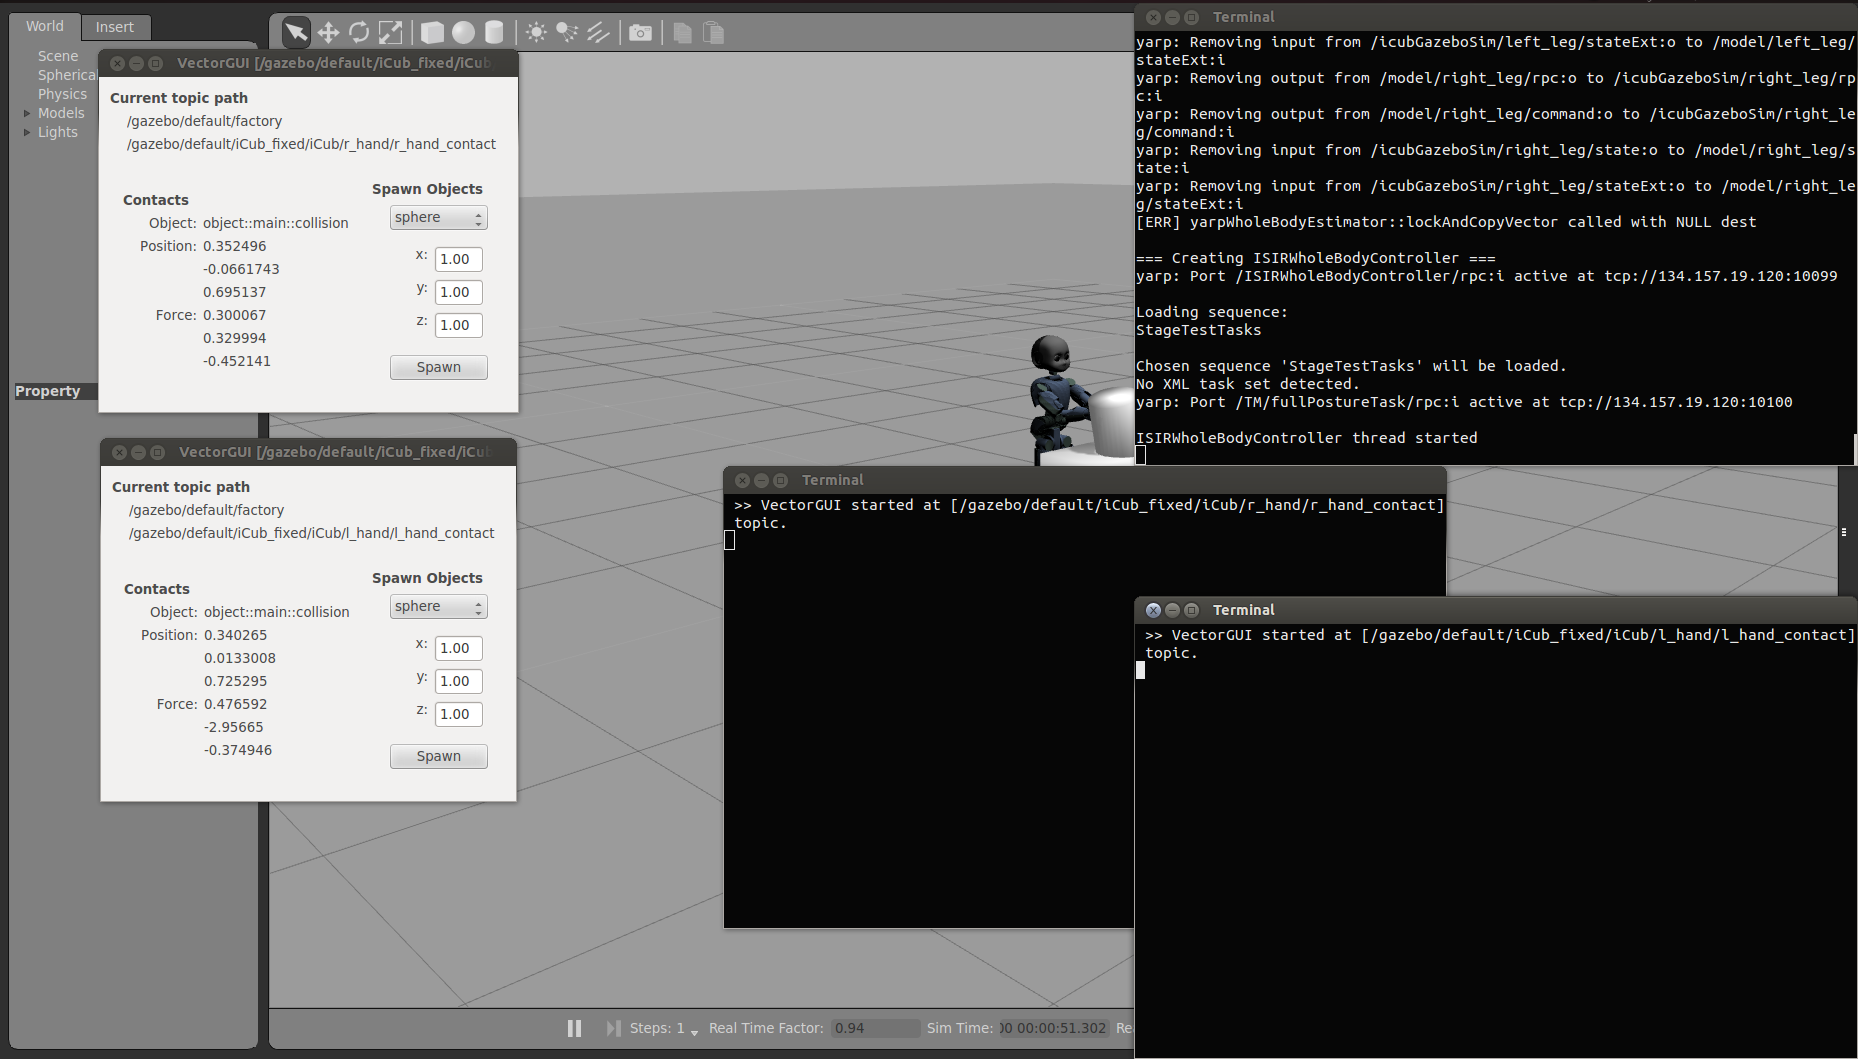 World
Insert
Scene
Spherical
Physics
Models
Lights
Property
VectorGUI [/gazebo/default/iCub_fixed/iCub
Current topic path
/gazebo/default/factory
/gazebo/default/iCub_fixed/iCub/r_hand/r_hand_contact
Contacts
Object: object::main::collision
Position: 0.352496
-0.0661743
0.695137
Force: 0.300067
0.329994
-0.452141
Spawn Objects
sphere
x: 1.00
y: 1.00
z: 1.00
Spawn
VectorGUI [/gazebo/default/iCub_fixed/iCub
Current topic path
/gazebo/default/factory
/gazebo/default/iCub_fixed/iCub/l_hand/l_hand_contact
Contacts
Object: object::main::collision
Position: 0.340265
0.0133008
0.725295
Force: 0.476592
-2.95665
-0.374946
Spawn Objects
sphere
x: 1.00
y: 1.00
z: 1.00
Spawn
Terminal
yarp: Removing input from /icubGazeboSim/left_leg/stateExt:o to /model/left_leg/
stateExt:i
yarp: Removing output from /model/right_leg/rpc:o to /icubGazeboSim/right_leg/rp
c:i
yarp: Removing output from /model/right_leg/command:o to /icubGazeboSim/right_le
g/command:i
yarp: Removing input from /icubGazeboSim/right_leg/state:o to /model/right_leg/s
tate:i
yarp: Removing input from /icubGazeboSim/right_leg/stateExt:o to /model/right_le
g/stateExt:i
[ERR] yarpWholeBodyEstimator::lockAndCopyVector called with NULL dest
=== Creating ISIRWholeBodyController ===
yarp: Port /ISIRWholeBodyController/rpc:i active at tcp://134.157.19.120:10099
Loading sequence:
StageTestTasks
Chosen sequence 'StageTestTasks' will be loaded.
No XML task set detected.
yarp: Port /TM/fullPostureTask/rpc:i active at tcp://134.157.19.120:10100
ISIRWholeBodyController thread started
Terminal
>> VectorGUI started at [/gazebo/default/iCub_fixed/iCub/r_hand/r_hand_contact]
topic.
Terminal
>> VectorGUI started at [/gazebo/default/iCub_fixed/iCub/l_hand/l_hand_contact]
topic.
Steps: 1 Real Time Factor: 0.94 Sim Time: 00 00:00:51.302 Re